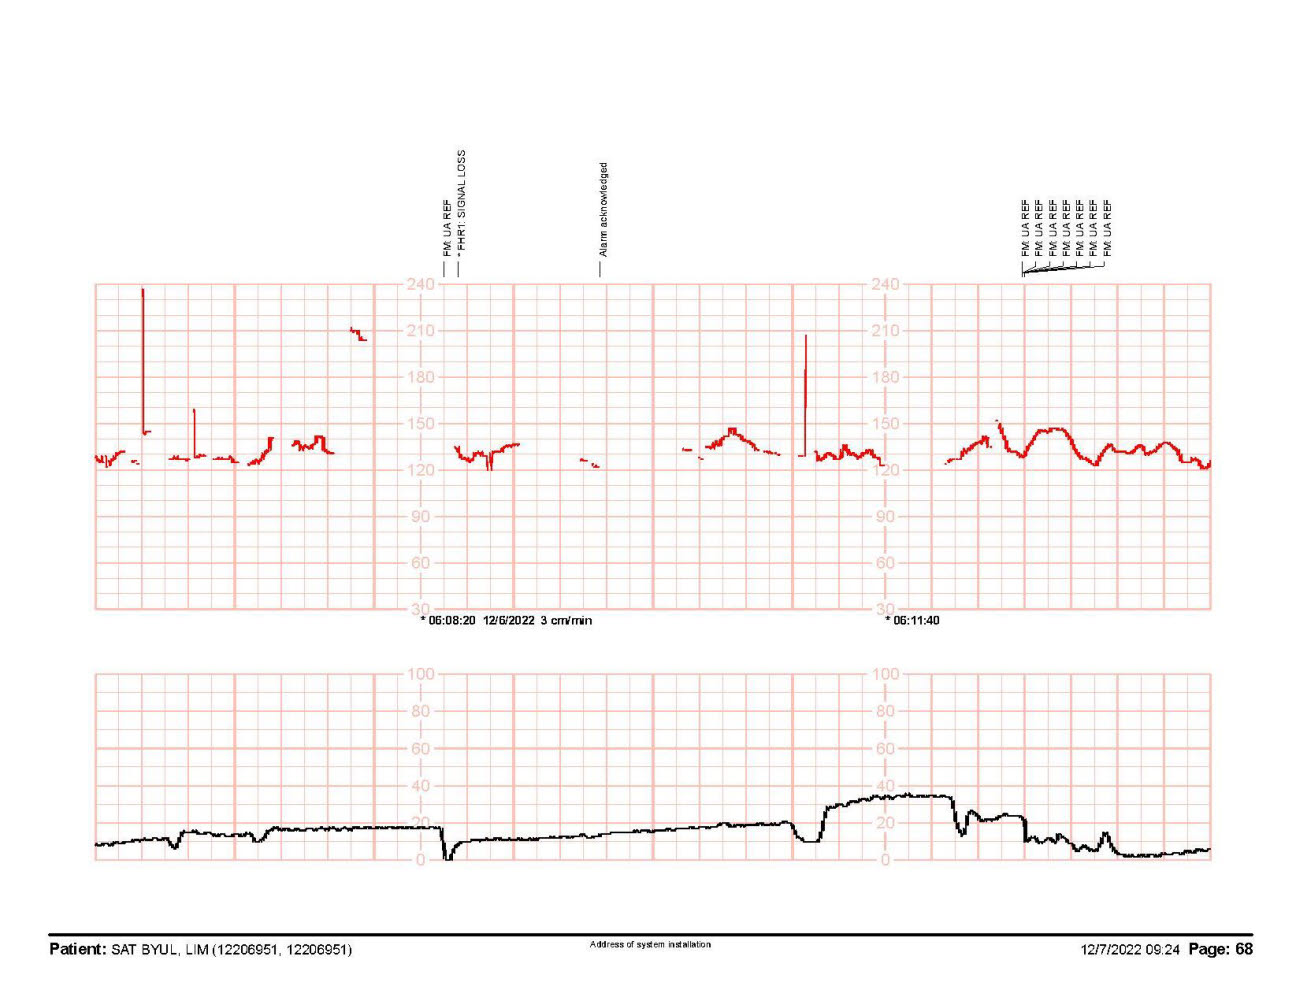 FM: UA REF
* FHR1: SIGNAL LOSS
Alarm acknowledged
FM: UA REF
FM: UA REF
FM: UA REF
FM: UA REF
FM: UA REF
FM: UA REF
FM: UA REF
240 240
210 210
180 180
150 150
120 120
90 90
60 60
30 30
* 06:08:20 12/6/2022 3 cm/min * 06:11:40
100 100
80 80
60 60
40 40
20 20
0 0
Patient: SAT BYUL, LIM (12206951, 12206951) Address of system installation 12/7/2022 09:24 Page: 68